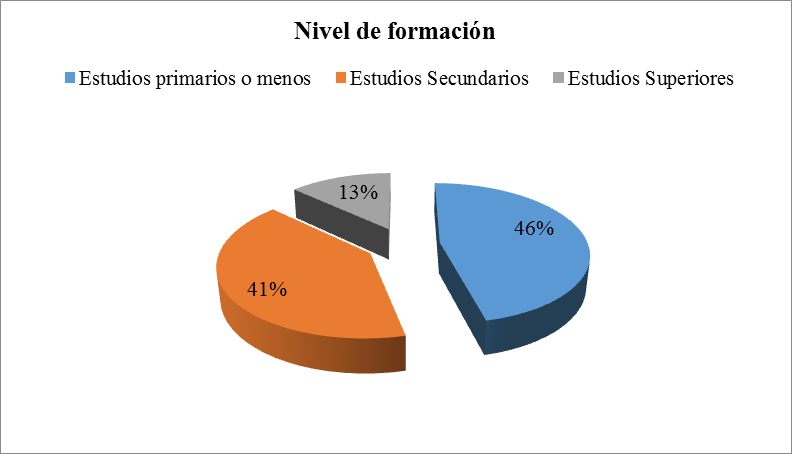 Nivel de formación
Estudios primarios o menos Estudios Secundarios Estudios Superiores
13%
46%
41%